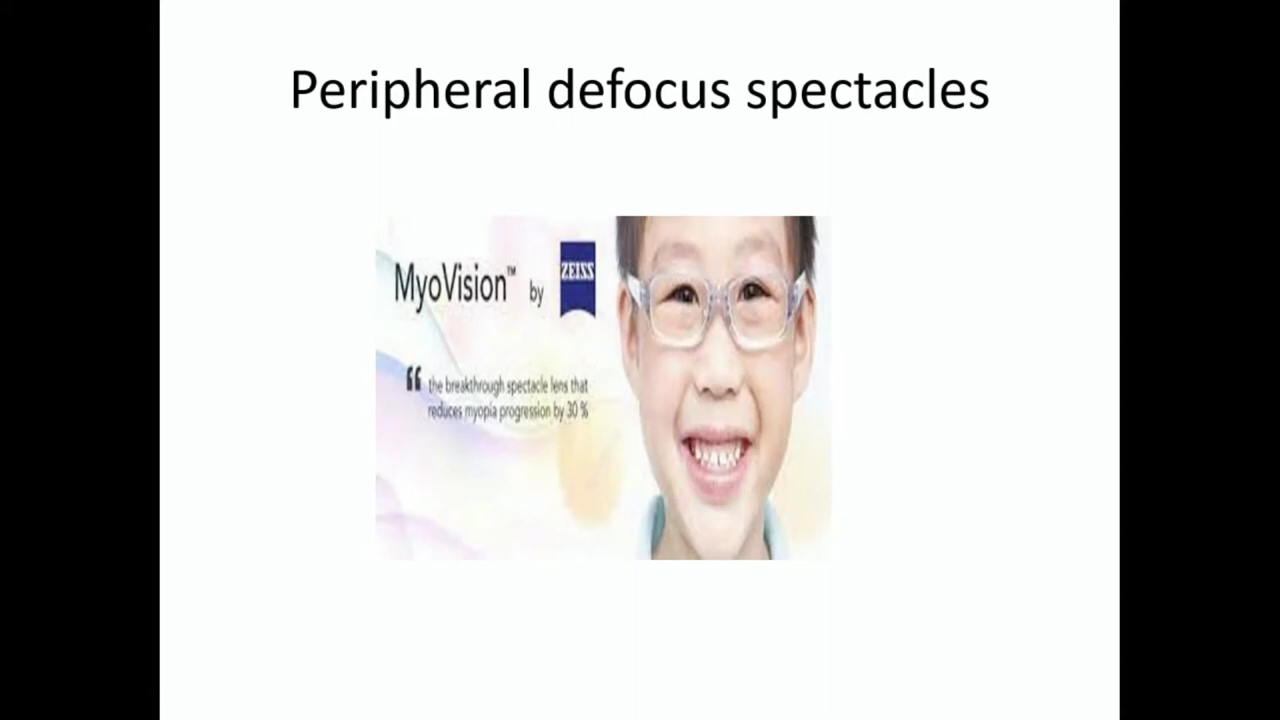 Peripheral defocus spectacles
MyoVision™ by ZEISS
“ the breakthrough spectacle lens that
reduces myopia progression by 30 %